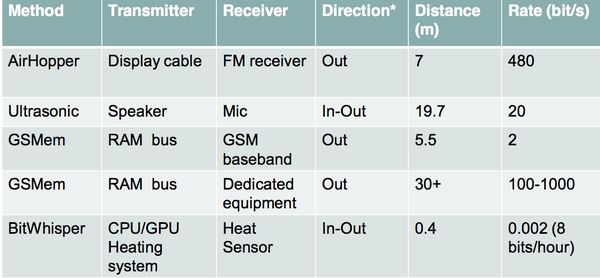 Method Transmitter Receiver Direction* Distance (m) Rate (bit/s)
AirHopper Display cable FM receiver Out 7 480
Ultrasonic Speaker Mic In-Out 19.7 20
GSMem RAM bus GSM baseband Out 5.5 2
GSMem RAM bus Dedicated equipment Out 30+ 100-1000
BitWhisper CPU/GPU Heating system Heat Sensor In-Out 0.4 0.002 (8 bits/hour)